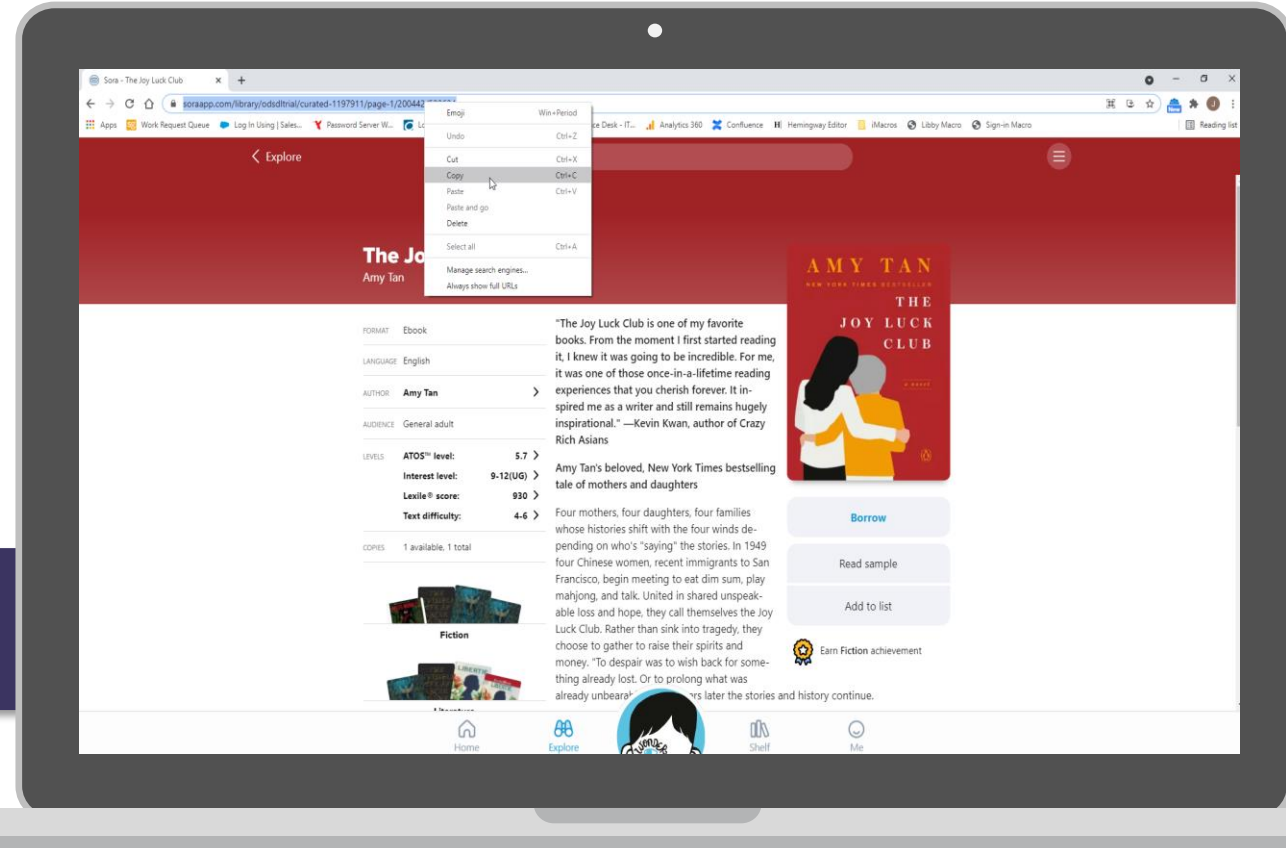 Sora - The Joy Luck Club
soraapp.com/library/odsdltrial/curated-1197911/page-1/200442
Apps Work Request Queue Log In Using | Sales... Password Server W... ce Desk - IT... Analytics 360 Confluence Hemingway Editor iMacros Libby Macro Sign-in Macro Reading list
Emoji Win+Period
Undo Ctrl+Z
Cut Ctrl+X
Copy Ctrl+C
Paste Ctrl+V
Paste and go
Delete
Select all Ctrl+A
Manage search engines...
Always show full URLs
Explore
The Jo
Amy Tan
FORMAT Ebook
LANGUAGE English
AUTHOR Amy Tan
AUDIENCE General adult
LEVELS ATOS™ level: 5.7
Interest level: 9-12(UG)
Lexile® score: 930
Text difficulty: 4-6
COPIES 1 available, 1 total
Fiction
"The Joy Luck Club is one of my favorite
books. From the moment I first started reading
it, I knew it was going to be incredible. For me,
it was one of those once-in-a-lifetime reading
experiences that you cherish forever. It in-
spired me as a writer and still remains hugely
inspirational." —Kevin Kwan, author of Crazy
Rich Asians
Amy Tan's beloved, New York Times bestselling
tale of mothers and daughters
Four mothers, four daughters, four families
whose histories shift with the four winds de-
pending on who's "saying" the stories. In 1949
four Chinese women, recent immigrants to San
Francisco, begin meeting to eat dim sum, play
mahjong, and talk. United in shared unspeak-
able loss and hope, they call themselves the Joy
Luck Club. Rather than sink into tragedy, they
choose to gather to raise their spirits and
money. "To despair was to wish back for some-
thing already lost. Or to prolong what was
already unbeara rs later the stories and history continue.
AMY TAN
NEW YORK TIMES BESTSELLER
THE
JOY LUCK
CLUB
A NOVEL
Borrow
Read sample
Add to list
Earn Fiction achievement
Home
Explore
Wonder
Shelf
Me